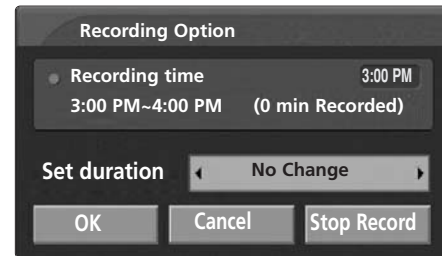 Recording Option
Recording time 3:00 PM
3:00 PM~4:00 PM (0 min Recorded)
Set duration No Change
OK Cancel Stop Record